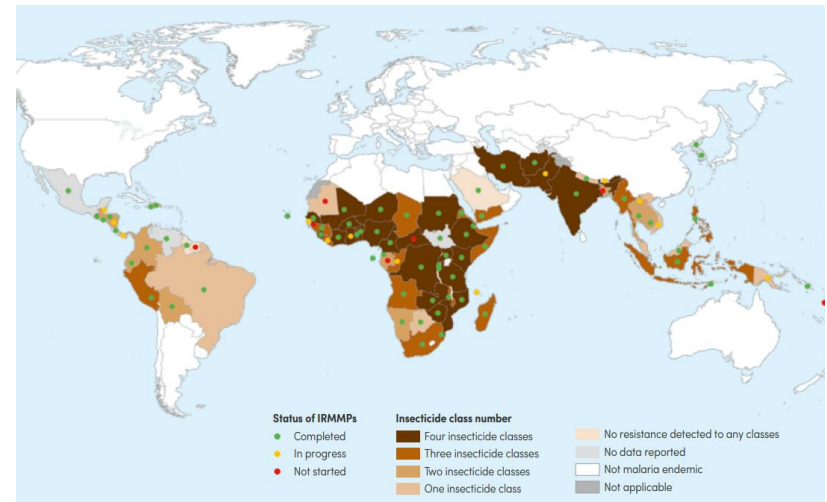 Status of IRMMPs
Completed
In progress
Not started
Insecticide class number
Four insecticide classes
Three insecticide classes
Two insecticide classes
One insecticide class
No resistance detected to any classes
No data reported
Not malaria endemic
Not applicable